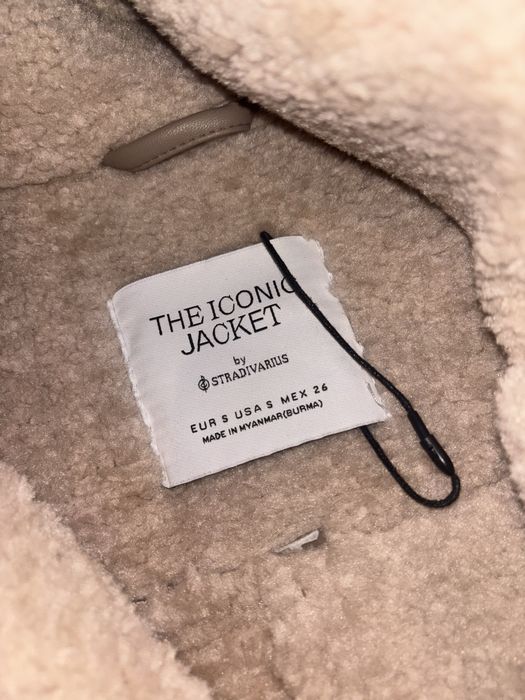 THE ICONIC
JACKET
by
STRADIVARIUS
EUR S USA S MEX 26
MADE IN MYANMAR(BURMA)